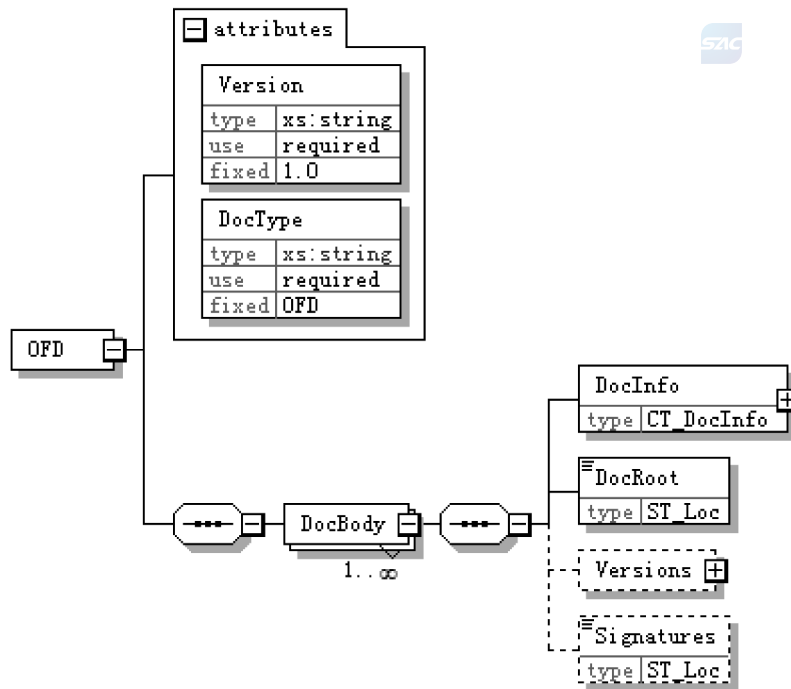 attributes
SAC
Version
type xs:string
use required
fixed 1.0
DocType
type xs:string
use required
fixed OFD
OFD
DocInfo
type CT_DocInfo
DocRoot
type ST_Loc
DocBody
1..∞
Versions
Signatures
type ST_Loc